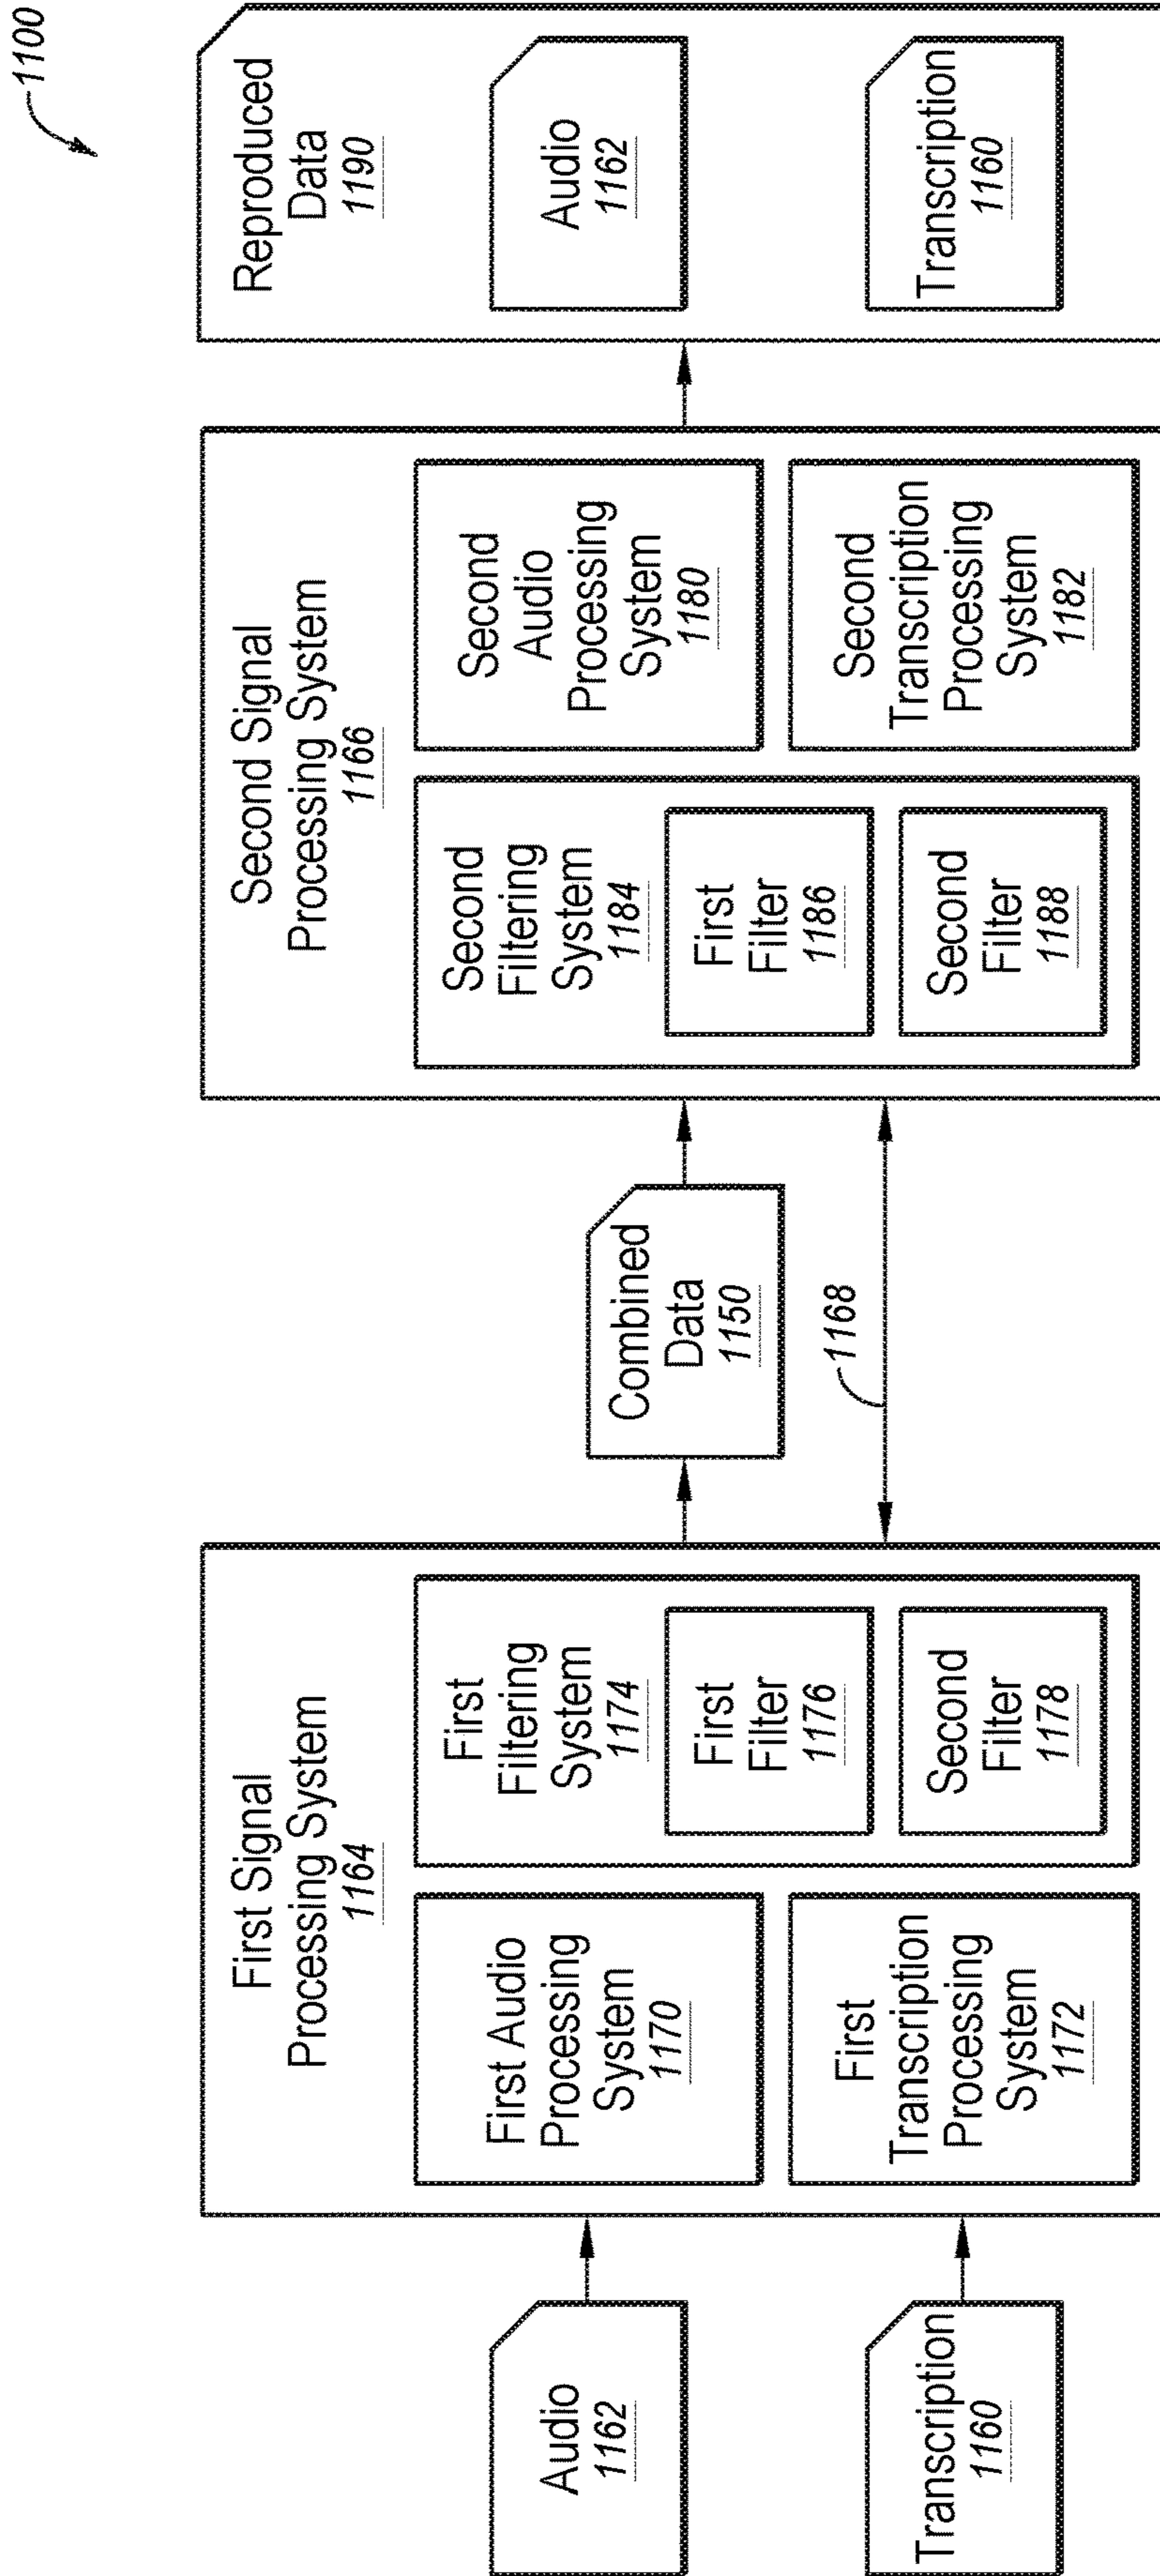 1100
Audio
1162
Transcription
1160
First Signal
Processing System
1164
First Audio
Processing
System
1170
First
Transcription
Processing
System
1172
First
Filtering
System
1174
First
Filter
1176
Second
Filter
1178
Combined
Data
1150
1168
Second Signal
Processing System
1166
Second
Filtering
System
1184
First
Filter
1186
Second
Filter
1188
Second
Audio
Processing
System
1180
Second
Transcription
Processing
System
1182
Reproduced
Data
1190
Audio
1162
Transcription
1160